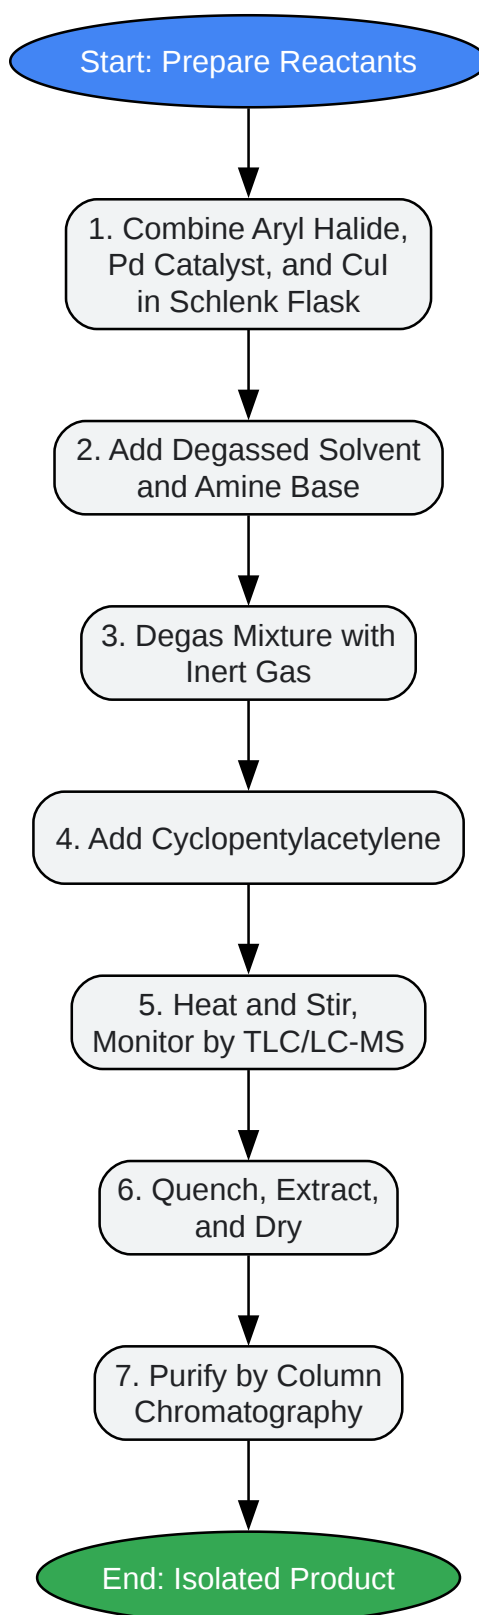 Start: Prepare Reactants
1. Combine Aryl Halide,
Pd Catalyst, and CuI
in Schlenk Flask
2. Add Degassed Solvent
and Amine Base
3. Degas Mixture with
Inert Gas
4. Add Cyclopentylacetylene
5. Heat and Stir,
Monitor by TLC/LC-MS
6. Quench, Extract,
and Dry
7. Purify by Column
Chromatography
End: Isolated Product